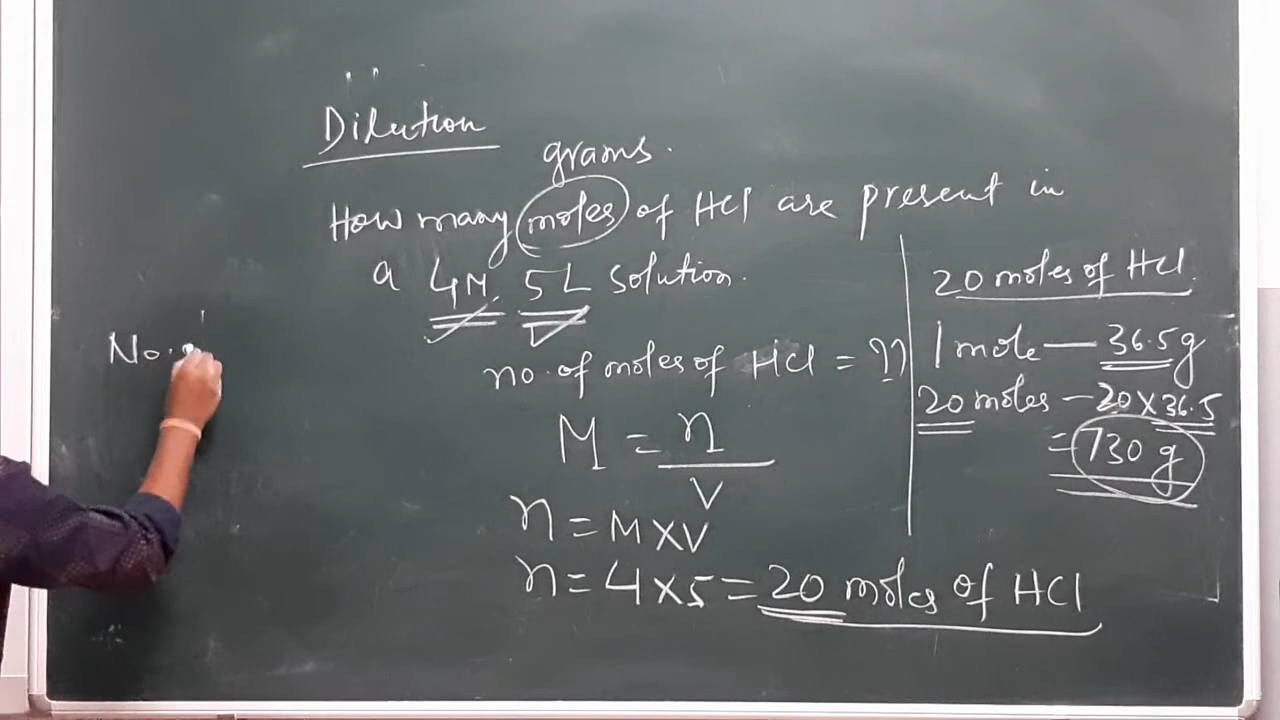 Dilution
grams.
How many moles of HCl are present in
a 4M 5L solution.
no. of moles of HCl = ??
M = n
V
n = M X V
n = 4 X 5 = 20 moles of HCl
20 moles of HCl.
1 mole — 36.5g
20 moles — 20 X 36.5
= 730 g
No.